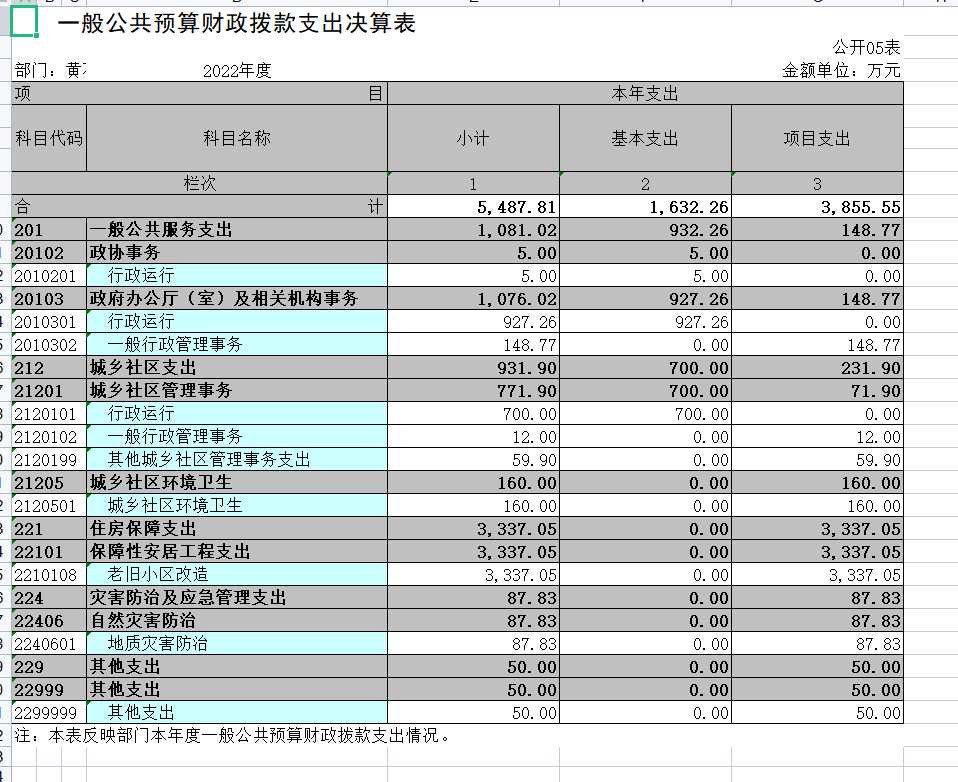 一般公共预算财政拨款支出决算表
公开05表
部门：黄 2022年度 金额单位：万元
项 目 本年支出
科目代码 科目名称 小计 基本支出 项目支出
栏次 1 2 3
合 计 5,487.81 1,632.26 3,855.55
201 一般公共服务支出 1,081.02 932.26 148.77
20102 政协事务 5.00 5.00 0.00
2010201 行政运行 5.00 5.00 0.00
20103 政府办公厅（室）及相关机构事务 1,076.02 927.26 148.77
2010301 行政运行 927.26 927.26 0.00
2010302 一般行政管理事务 148.77 0.00 148.77
212 城乡社区支出 931.90 700.00 231.90
21201 城乡社区管理事务 771.90 700.00 71.90
2120101 行政运行 700.00 700.00 0.00
2120102 一般行政管理事务 12.00 0.00 12.00
2120199 其他城乡社区管理事务支出 59.90 0.00 59.90
21205 城乡社区环境卫生 160.00 0.00 160.00
2120501 城乡社区环境卫生 160.00 0.00 160.00
221 住房保障支出 3,337.05 0.00 3,337.05
22101 保障性安居工程支出 3,337.05 0.00 3,337.05
2210108 老旧小区改造 3,337.05 0.00 3,337.05
224 灾害防治及应急管理支出 87.83 0.00 87.83
22406 自然灾害防治 87.83 0.00 87.83
2240601 地质灾害防治 87.83 0.00 87.83
229 其他支出 50.00 0.00 50.00
22999 其他支出 50.00 0.00 50.00
2299999 其他支出 50.00 0.00 50.00
注：本表反映部门本年度一般公共预算财政拨款支出情况。